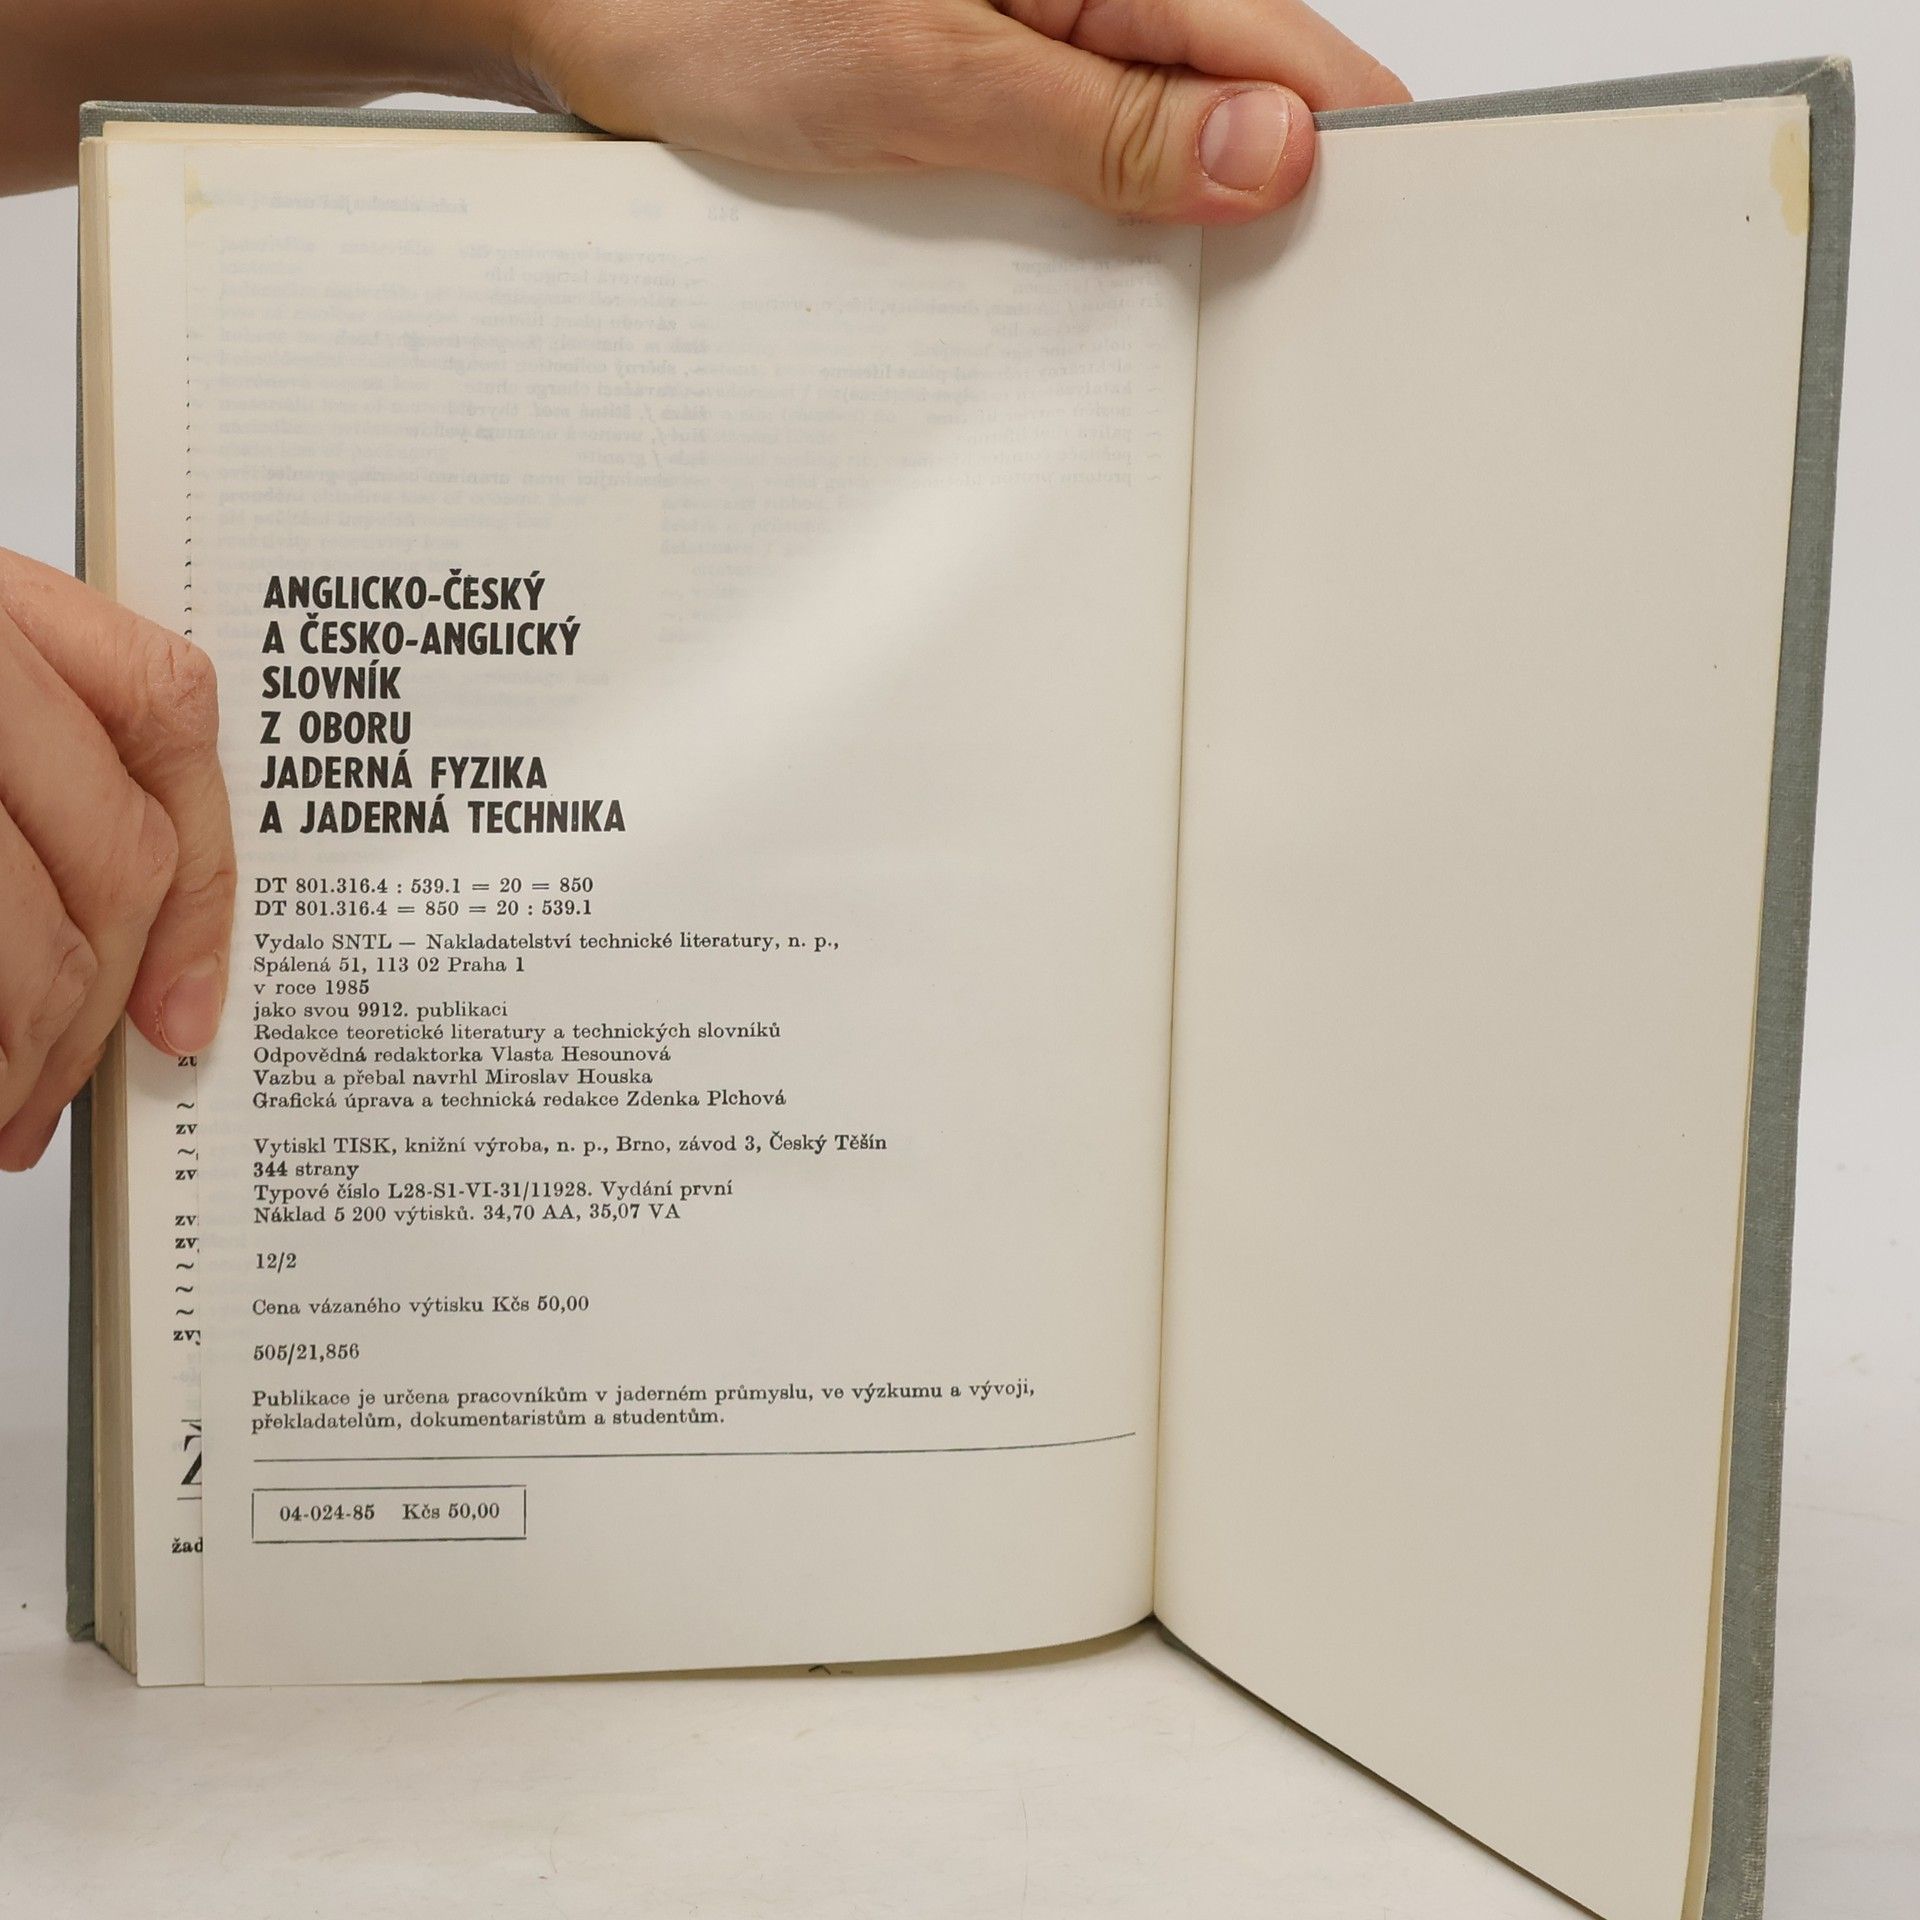 ANGLICKO-ČESKÝ
A ČESKO-ANGLICKÝ
SLOVNÍK
Z OBORU
JADERNÁ FYZIKA
A JADERNÁ TECHNIKA
DT 801.316.4 : 539.1 = 20 = 850
DT 801.316.4 = 850 = 20 : 539.1
Vydalo SNTL — Nakladatelství technické literatury, n. p.,
Spálená 51, 113 02 Praha 1
v roce 1985
jako svou 9912. publikaci
Redakce teoretické literatury a technických slovníků
Odpovědná redaktorka Vlasta Hesounová
Vazbu a přebal navrhl Miroslav Houska
Grafická úprava a technická redakce Zdenka Plchová
Vytiskl TISK, knižní výroba, n. p., Brno, závod 3, Český Těšín
344 strany
Typové číslo L28-S1-VI-31/11928. Vydání první
Náklad 5 200 výtisků. 34,70 AA, 35,07 VA
12/2
Cena vázaného výtisku Kčs 50,00
505/21,856
Publikace je určena pracovníkům v jaderném průmyslu, ve výzkumu a vývoji,
překladatelům, dokumentaristům a studentům.
04-024-85 Kčs 50,00